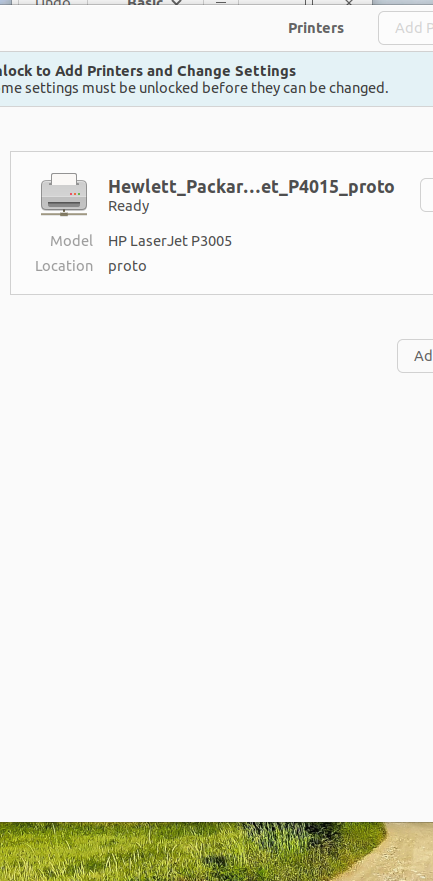 Undo Basic
Printers Add P
nlock to Add Printers and Change Settings
me settings must be unlocked before they can be changed.
Hewlett_Packar...et_P4015_proto
Ready
Model HP LaserJet P3005
Location proto
Ad